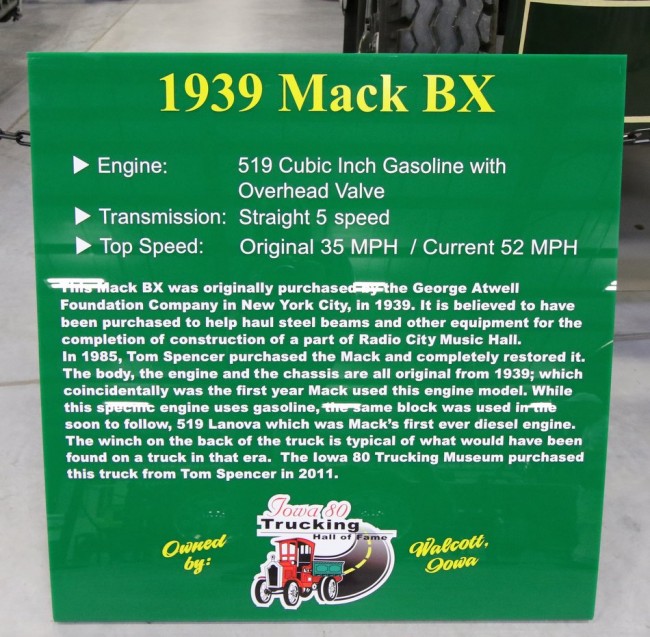 1939 Mack BX
▶ Engine: 519 Cubic Inch Gasoline with
Overhead Valve
▶ Transmission: Straight 5 speed
▶ Top Speed: Original 35 MPH / Current 52 MPH
This Mack BX was originally purchased by the George Atwell
Foundation Company in New York City, in 1939. It is believed to have
been purchased to help haul steel beams and other equipment for the
completion of construction of a part of Radio City Music Hall.
In 1985, Tom Spencer purchased the Mack and completely restored it.
The body, the engine and the chassis are all original from 1939; which
coincidentally was the first year Mack used this engine model. While
this specific engine uses gasoline, the same block was used in the
soon to follow, 519 Lanova which was Mack's first ever diesel engine.
The winch on the back of the truck is typical of what would have been
found on a truck in that era. The Iowa 80 Trucking Museum purchased
this truck from Tom Spencer in 2011.
Iowa 80
Trucking
Hall of Fame
Owned
by:
Walcott,
Iowa